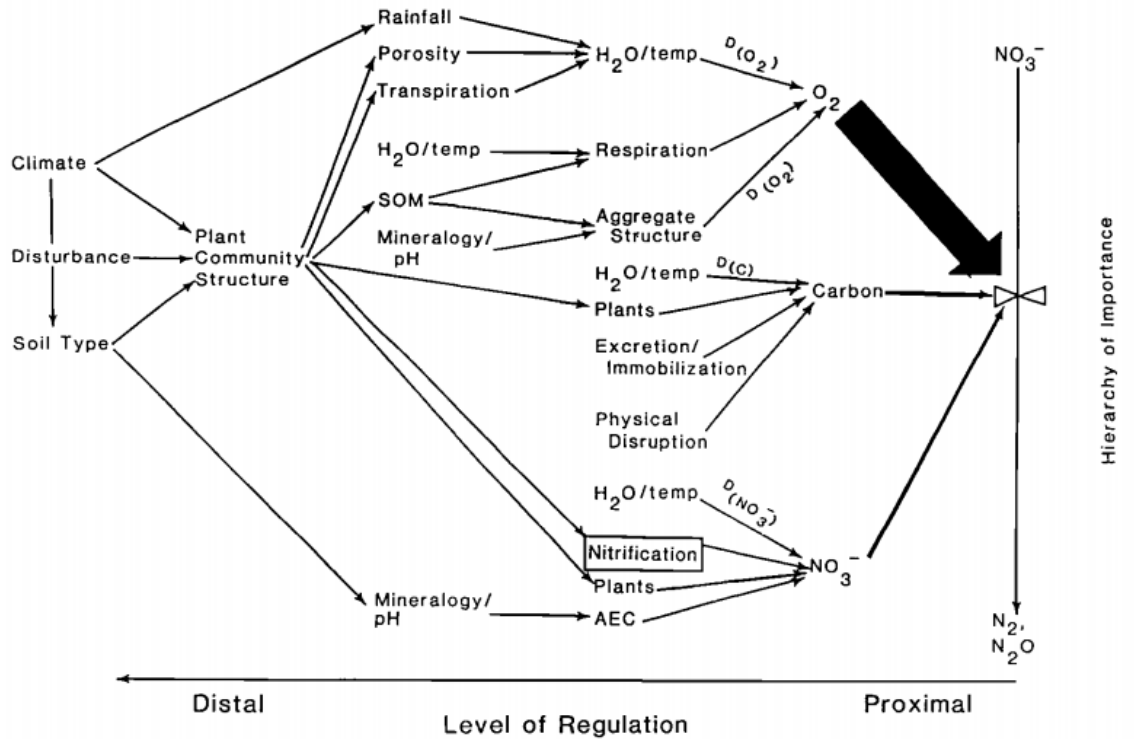 Rainfall
Porosity
Transpiration
H2O/temp
D(O2)
O2
NO3−
Climate
H2O/temp
Respiration
SOM
D(O2)
Plant
Community
Structure
Disturbance
Mineralogy/
pH
Aggregate
Structure
H2O/temp
D(C)
Carbon
Plants
Soil Type
Excretion/
Immobilization
Physical
Disruption
H2O/temp
D(NO3−)
Nitrification
NO3−
Plants
Mineralogy/
pH
AEC
N2,
N2O
Hierarchy of Importance
Distal
Proximal
Level of Regulation